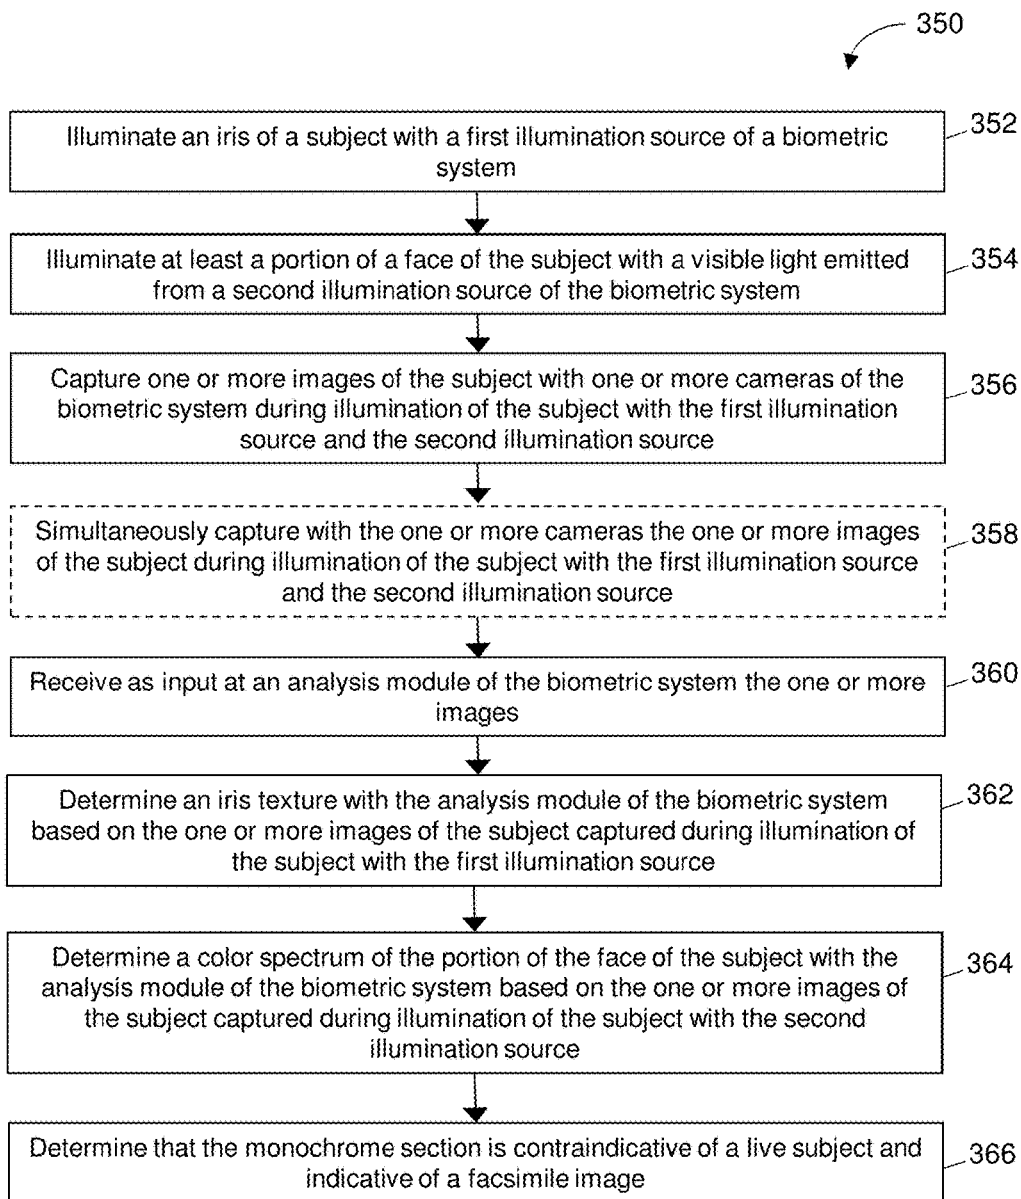 350
Illuminate an iris of a subject with a first illumination source of a biometric
system
352
Illuminate at least a portion of a face of the subject with a visible light emitted
from a second illumination source of the biometric system
354
Capture one or more images of the subject with one or more cameras of the
biometric system during illumination of the subject with the first illumination
source and the second illumination source
356
Simultaneously capture with the one or more cameras the one or more images
of the subject during illumination of the subject with the first illumination source
and the second illumination source
358
Receive as input at an analysis module of the biometric system the one or more
images
360
Determine an iris texture with the analysis module of the biometric system
based on the one or more images of the subject captured during illumination of
the subject with the first illumination source
362
Determine a color spectrum of the portion of the face of the subject with the
analysis module of the biometric system based on the one or more images of
the subject captured during illumination of the subject with the second
illumination source
364
Determine that the monochrome section is contraindicative of a live subject and
indicative of a facsimile image
366